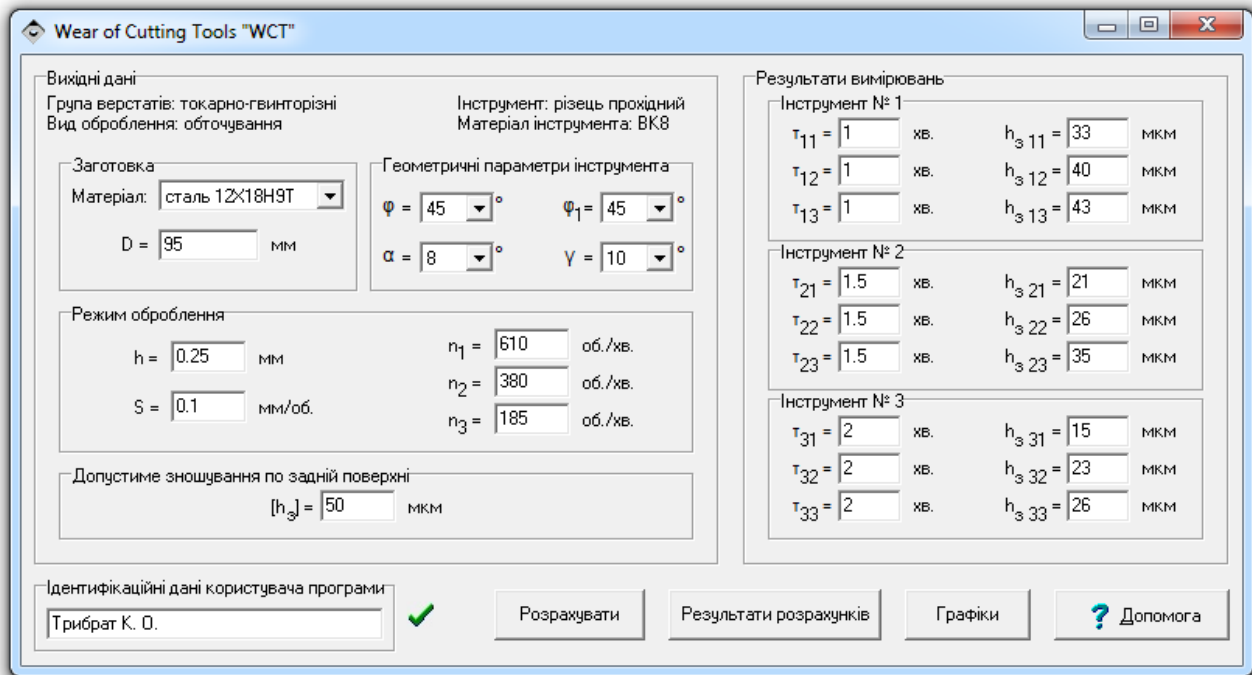 Wear of Cutting Tools "WCT"
Вихідні дані
Група верстатів: токарно-гвинторізні
Інструмент: різець прохідний
Вид оброблення: обточування
Матеріал інструмента: ВК8
Заготовка
Матеріал: сталь 12Х18Н9Т
D = 95 мм
Геометричні параметри інструмента
φ = 45 ° φ1= 45 °
α = 8 ° γ = 10 °
Режим оброблення
h = 0.25 мм
S = 0.1 мм/об.
n1 = 610 об./хв.
n2 = 380 об./хв.
n3 = 185 об./хв.
Допустиме зношування по задній поверхні
[hз]= 50 мкм
Результати вимірювань
Інструмент № 1
τ11 = 1 хв. hз 11 = 33 мкм
τ12 = 1 хв. hз 12 = 40 мкм
τ13 = 1 хв. hз 13 = 43 мкм
Інструмент № 2
τ21 = 1.5 хв. hз 21 = 21 мкм
τ22 = 1.5 хв. hз 22 = 26 мкм
τ23 = 1.5 хв. hз 23 = 35 мкм
Інструмент № 3
τ31 = 2 хв. hз 31 = 15 мкм
τ32 = 2 хв. hз 32 = 23 мкм
τ33 = 2 хв. hз 33 = 26 мкм
Ідентифікаційні дані користувача програми
Трибрат К. О.
Розрахувати
Результати розрахунків
Графіки
? Допомога